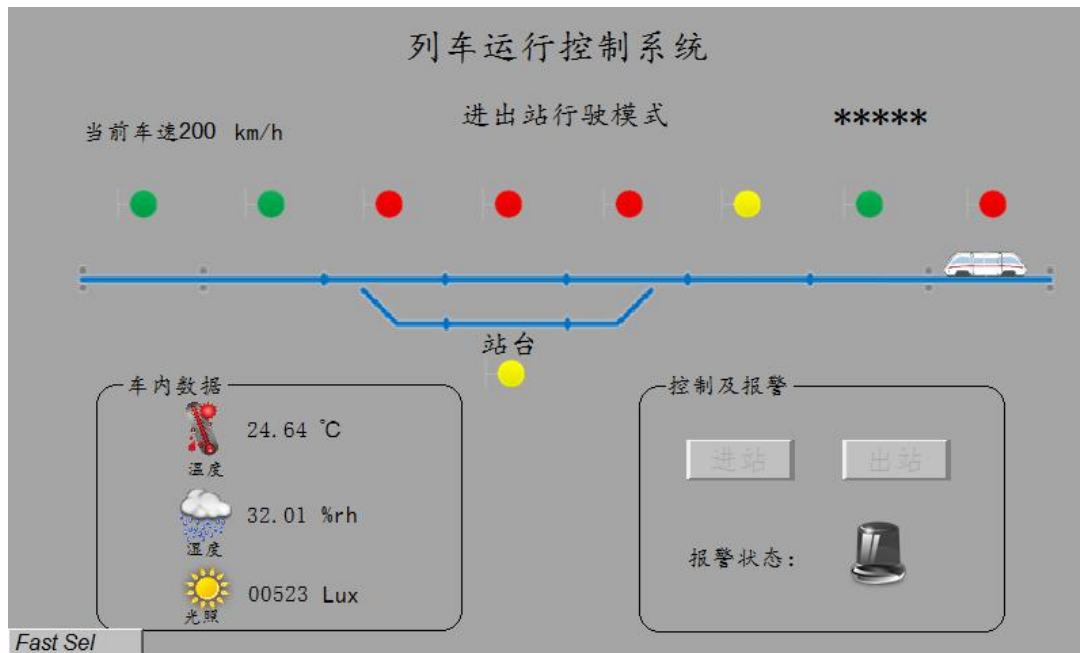 列车运行控制系统
进出站行驶模式
*****
当前车速200 km/h
站台
车内数据
24.64 ℃
温度
32.01 %rh
湿度
00523 Lux
光照
控制及报警
进站
出站
报警状态：
Fast Sel